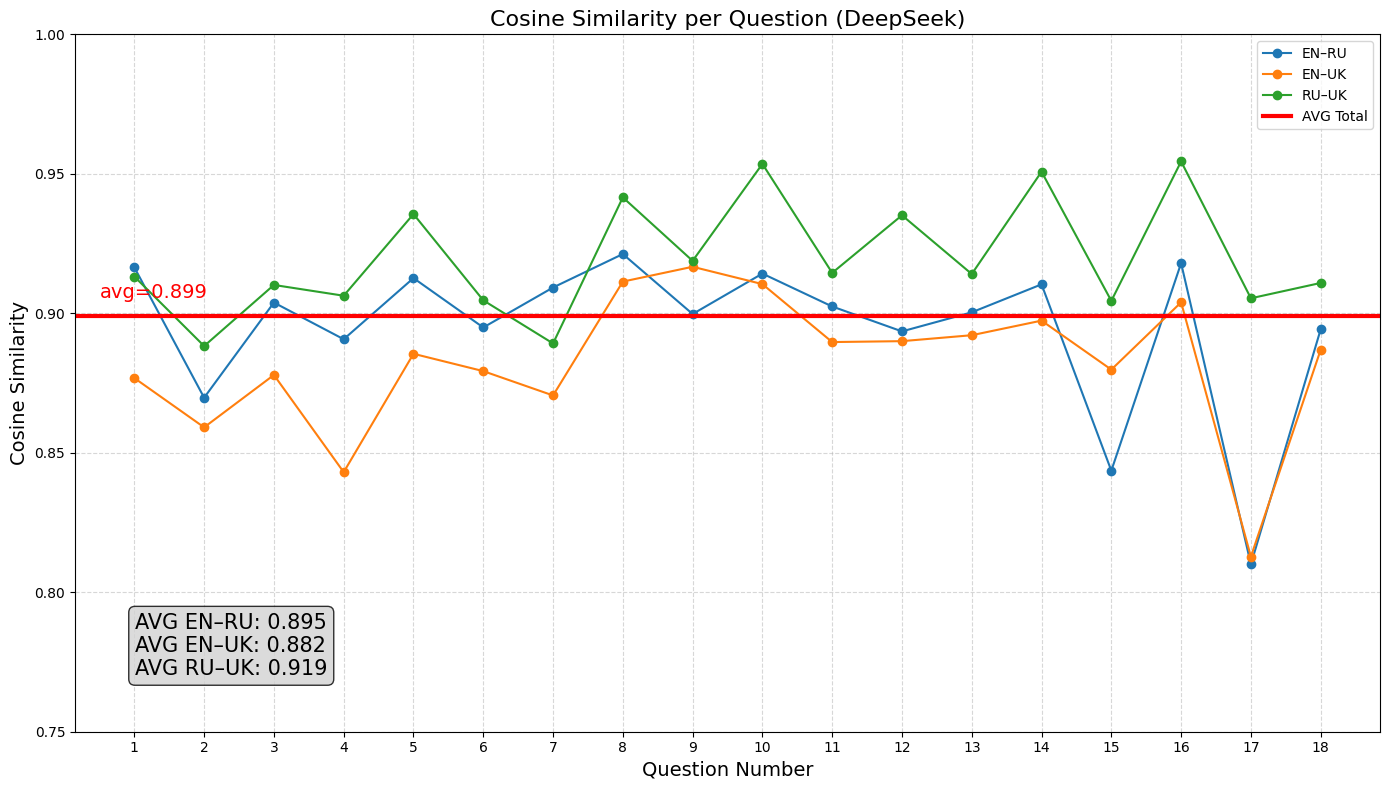 Cosine Similarity per Question (DeepSeek)
1.00
0.95
0.90
0.85
0.80
0.75
Cosine Similarity
EN–RU
EN–UK
RU–UK
AVG Total
avg=0.899
AVG EN–RU: 0.895
AVG EN–UK: 0.882
AVG RU–UK: 0.919
1 2 3 4 5 6 7 8 9 10 11 12 13 14 15 16 17 18
Question Number